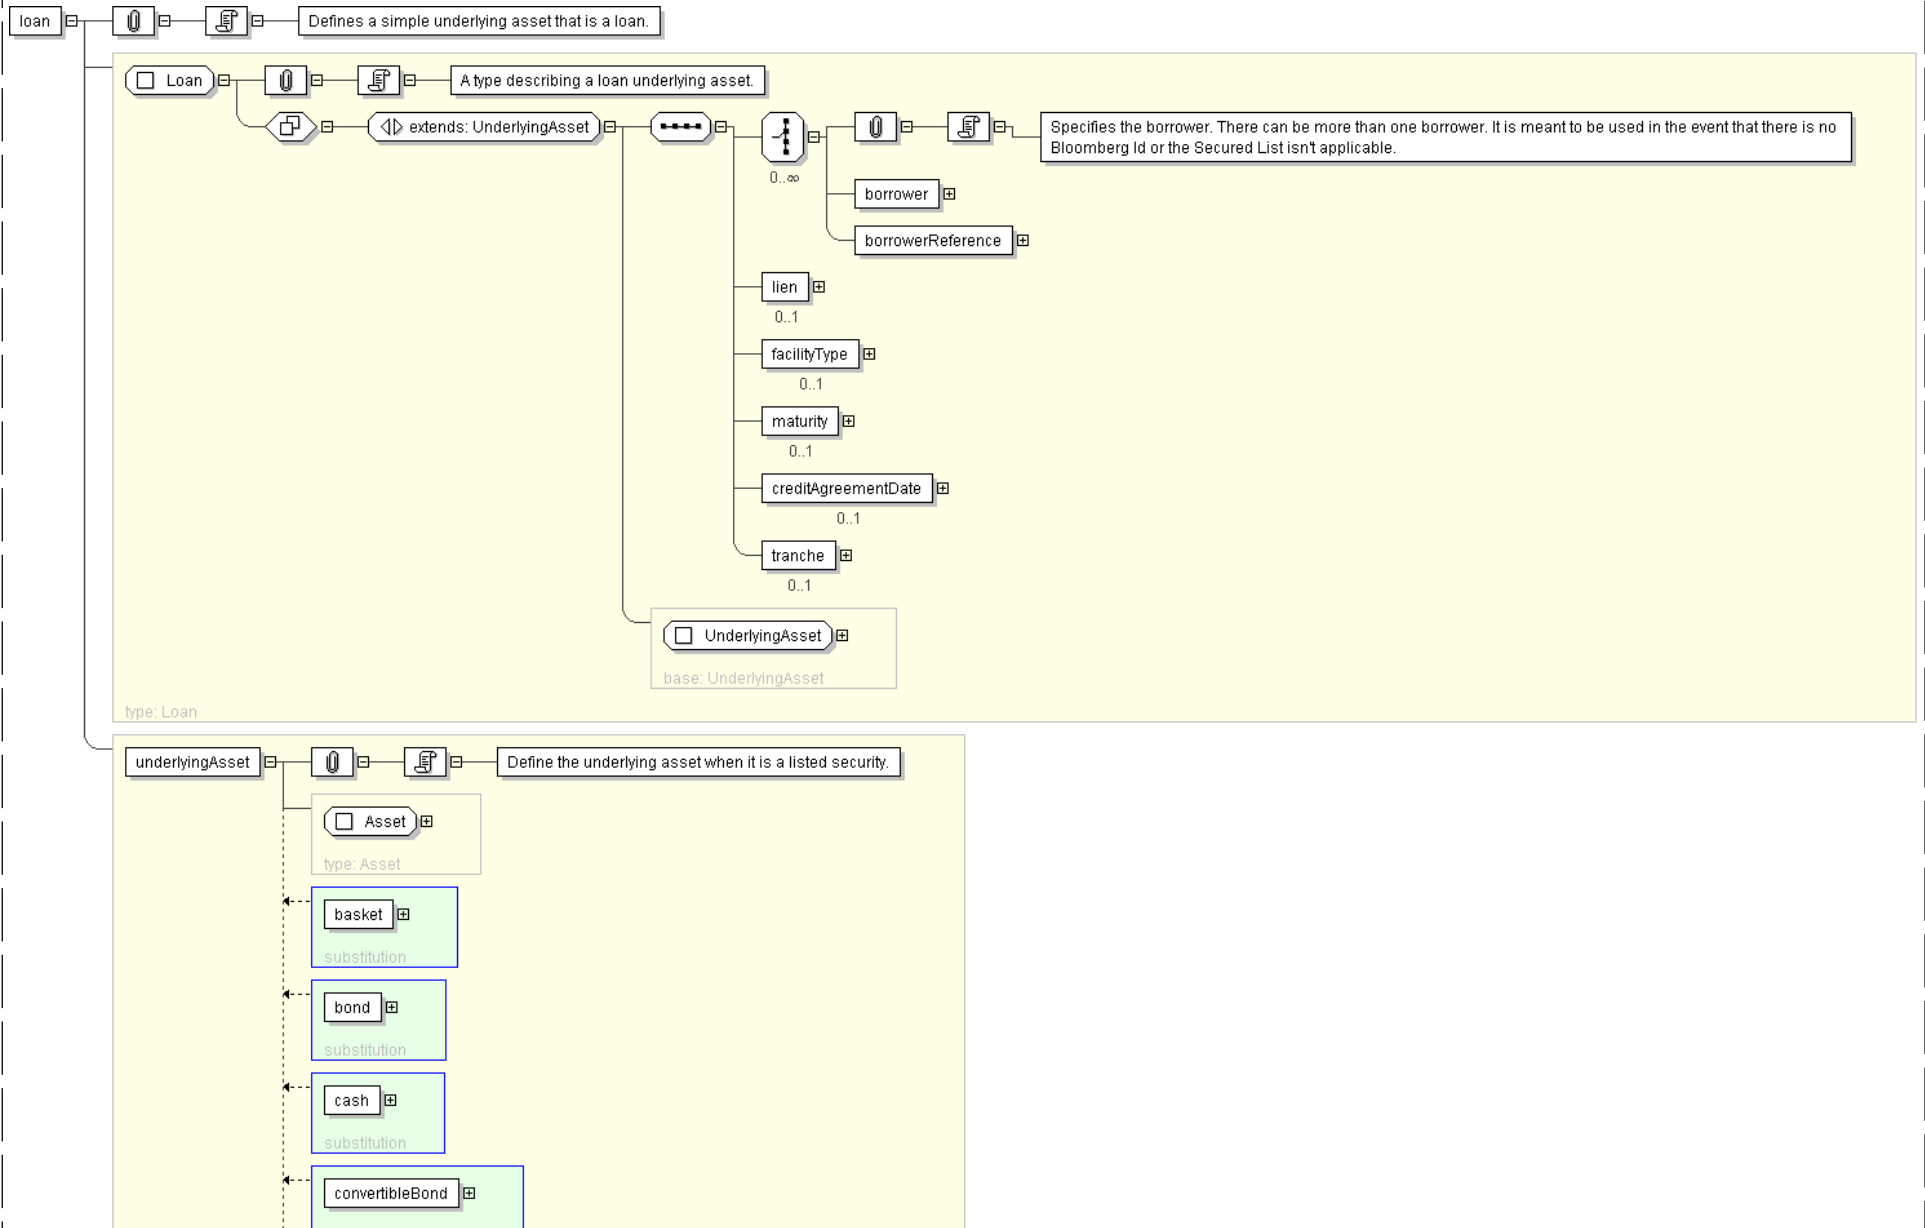 loan
Defines a simple underlying asset that is a loan.
Loan
A type describing a loan underlying asset.
extends: UnderlyingAsset
0..∞
Specifies the borrower. There can be more than one borrower. It is meant to be used in the event that there is no
Bloomberg Id or the Secured List isn't applicable.
borrower
borrowerReference
lien
0..1
facilityType
0..1
maturity
0..1
creditAgreementDate
0..1
tranche
0..1
UnderlyingAsset
base: UnderlyingAsset
type: Loan
underlyingAsset
Define the underlying asset when it is a listed security.
Asset
type: Asset
basket
substitution
bond
substitution
cash
substitution
convertibleBond